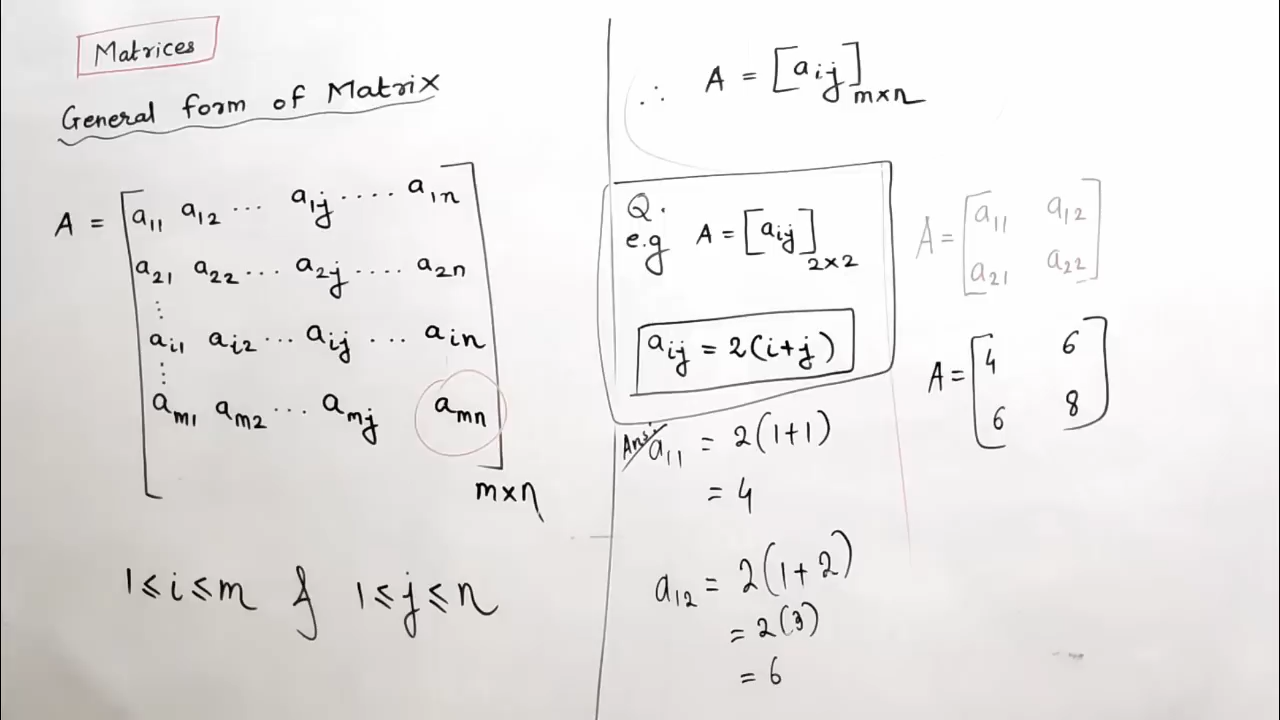 Matrices
General form of Matrix
A = [ a₁₁ a₁₂ ... a₁ⱼ .... a₁ₙ
a₂₁ a₂₂ ... a₂ⱼ .... a₂ₙ
⋮
aᵢ₁ aᵢ₂ ... aᵢⱼ ... aᵢₙ
⋮
aₘ₁ aₘ₂ ... aₘⱼ aₘₙ ] m×n
1≤i≤m & 1≤j≤n
∴ A = [aᵢⱼ] m×n
Q.
e.g A = [aᵢⱼ] 2×2
aᵢⱼ = 2(i+j)
Ans: a₁₁ = 2(1+1)
= 4
a₁₂ = 2(1+2)
= 2(3)
= 6
A = [ a₁₁ a₁₂
a₂₁ a₂₂ ]
A = [ 4 6
6 8 ]